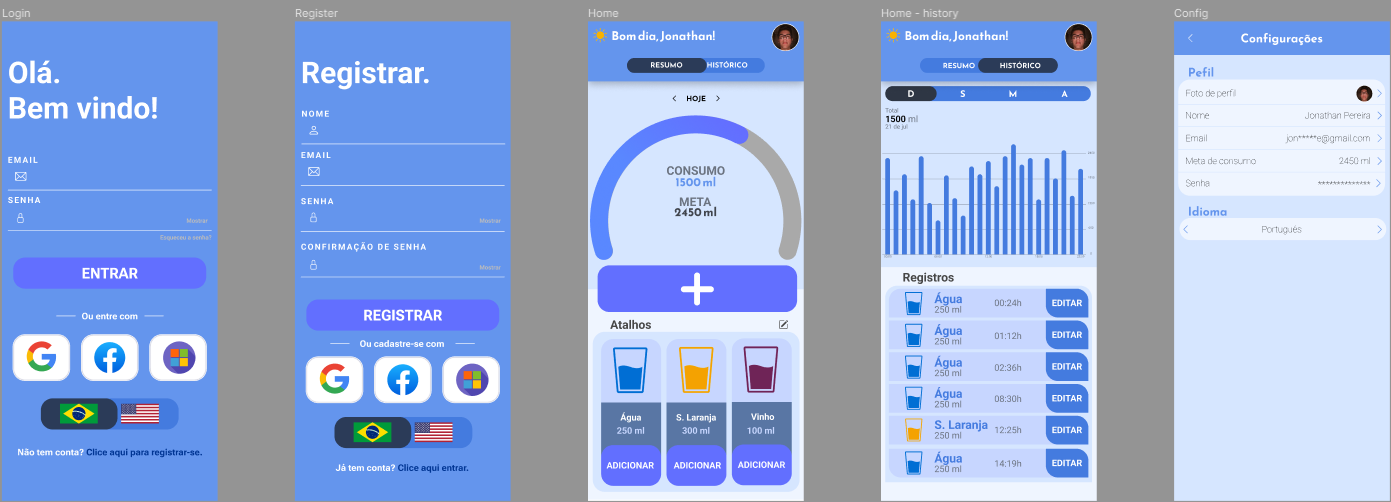 Login
Olá.
Bem vindo!
EMAIL
SENHA
Mostrar
Esqueceu a senha?
ENTRAR
Ou entre com
Não tem conta? Clice aqui para registrar-se.
Register
Registrar.
NOME
EMAIL
SENHA
Mostrar
CONFIRMAÇÃO DE SENHA
Mostrar
REGISTRAR
Ou cadastre-se com
Já tem conta? Clice aqui entrar.
Home
Bom dia, Jonathan!
RESUMO HISTÓRICO
< HOJE >
CONSUMO
1500 ml
META
2450 ml
+
Atalhos
Água
250 ml
ADICIONAR
S. Laranja
300 ml
ADICIONAR
Vinho
100 ml
ADICIONAR
Home - history
Bom dia, Jonathan!
RESUMO HISTÓRICO
D S M A
Total
1500 ml
21 de jul
Registros
Água 00:24h EDITAR
250 ml
Água 01:12h EDITAR
250 ml
Água 02:36h EDITAR
250 ml
Água 08:30h EDITAR
250 ml
S. Laranja 12:25h EDITAR
250 ml
Água 14:19h EDITAR
250 ml
Config
< Configurações
Pefil
Foto de perfil >
Nome Jonathan Pereira >
Email jon*****e@gmail.com >
Meta de consumo 2450 ml >
Senha ************** >
Idioma
< Português >